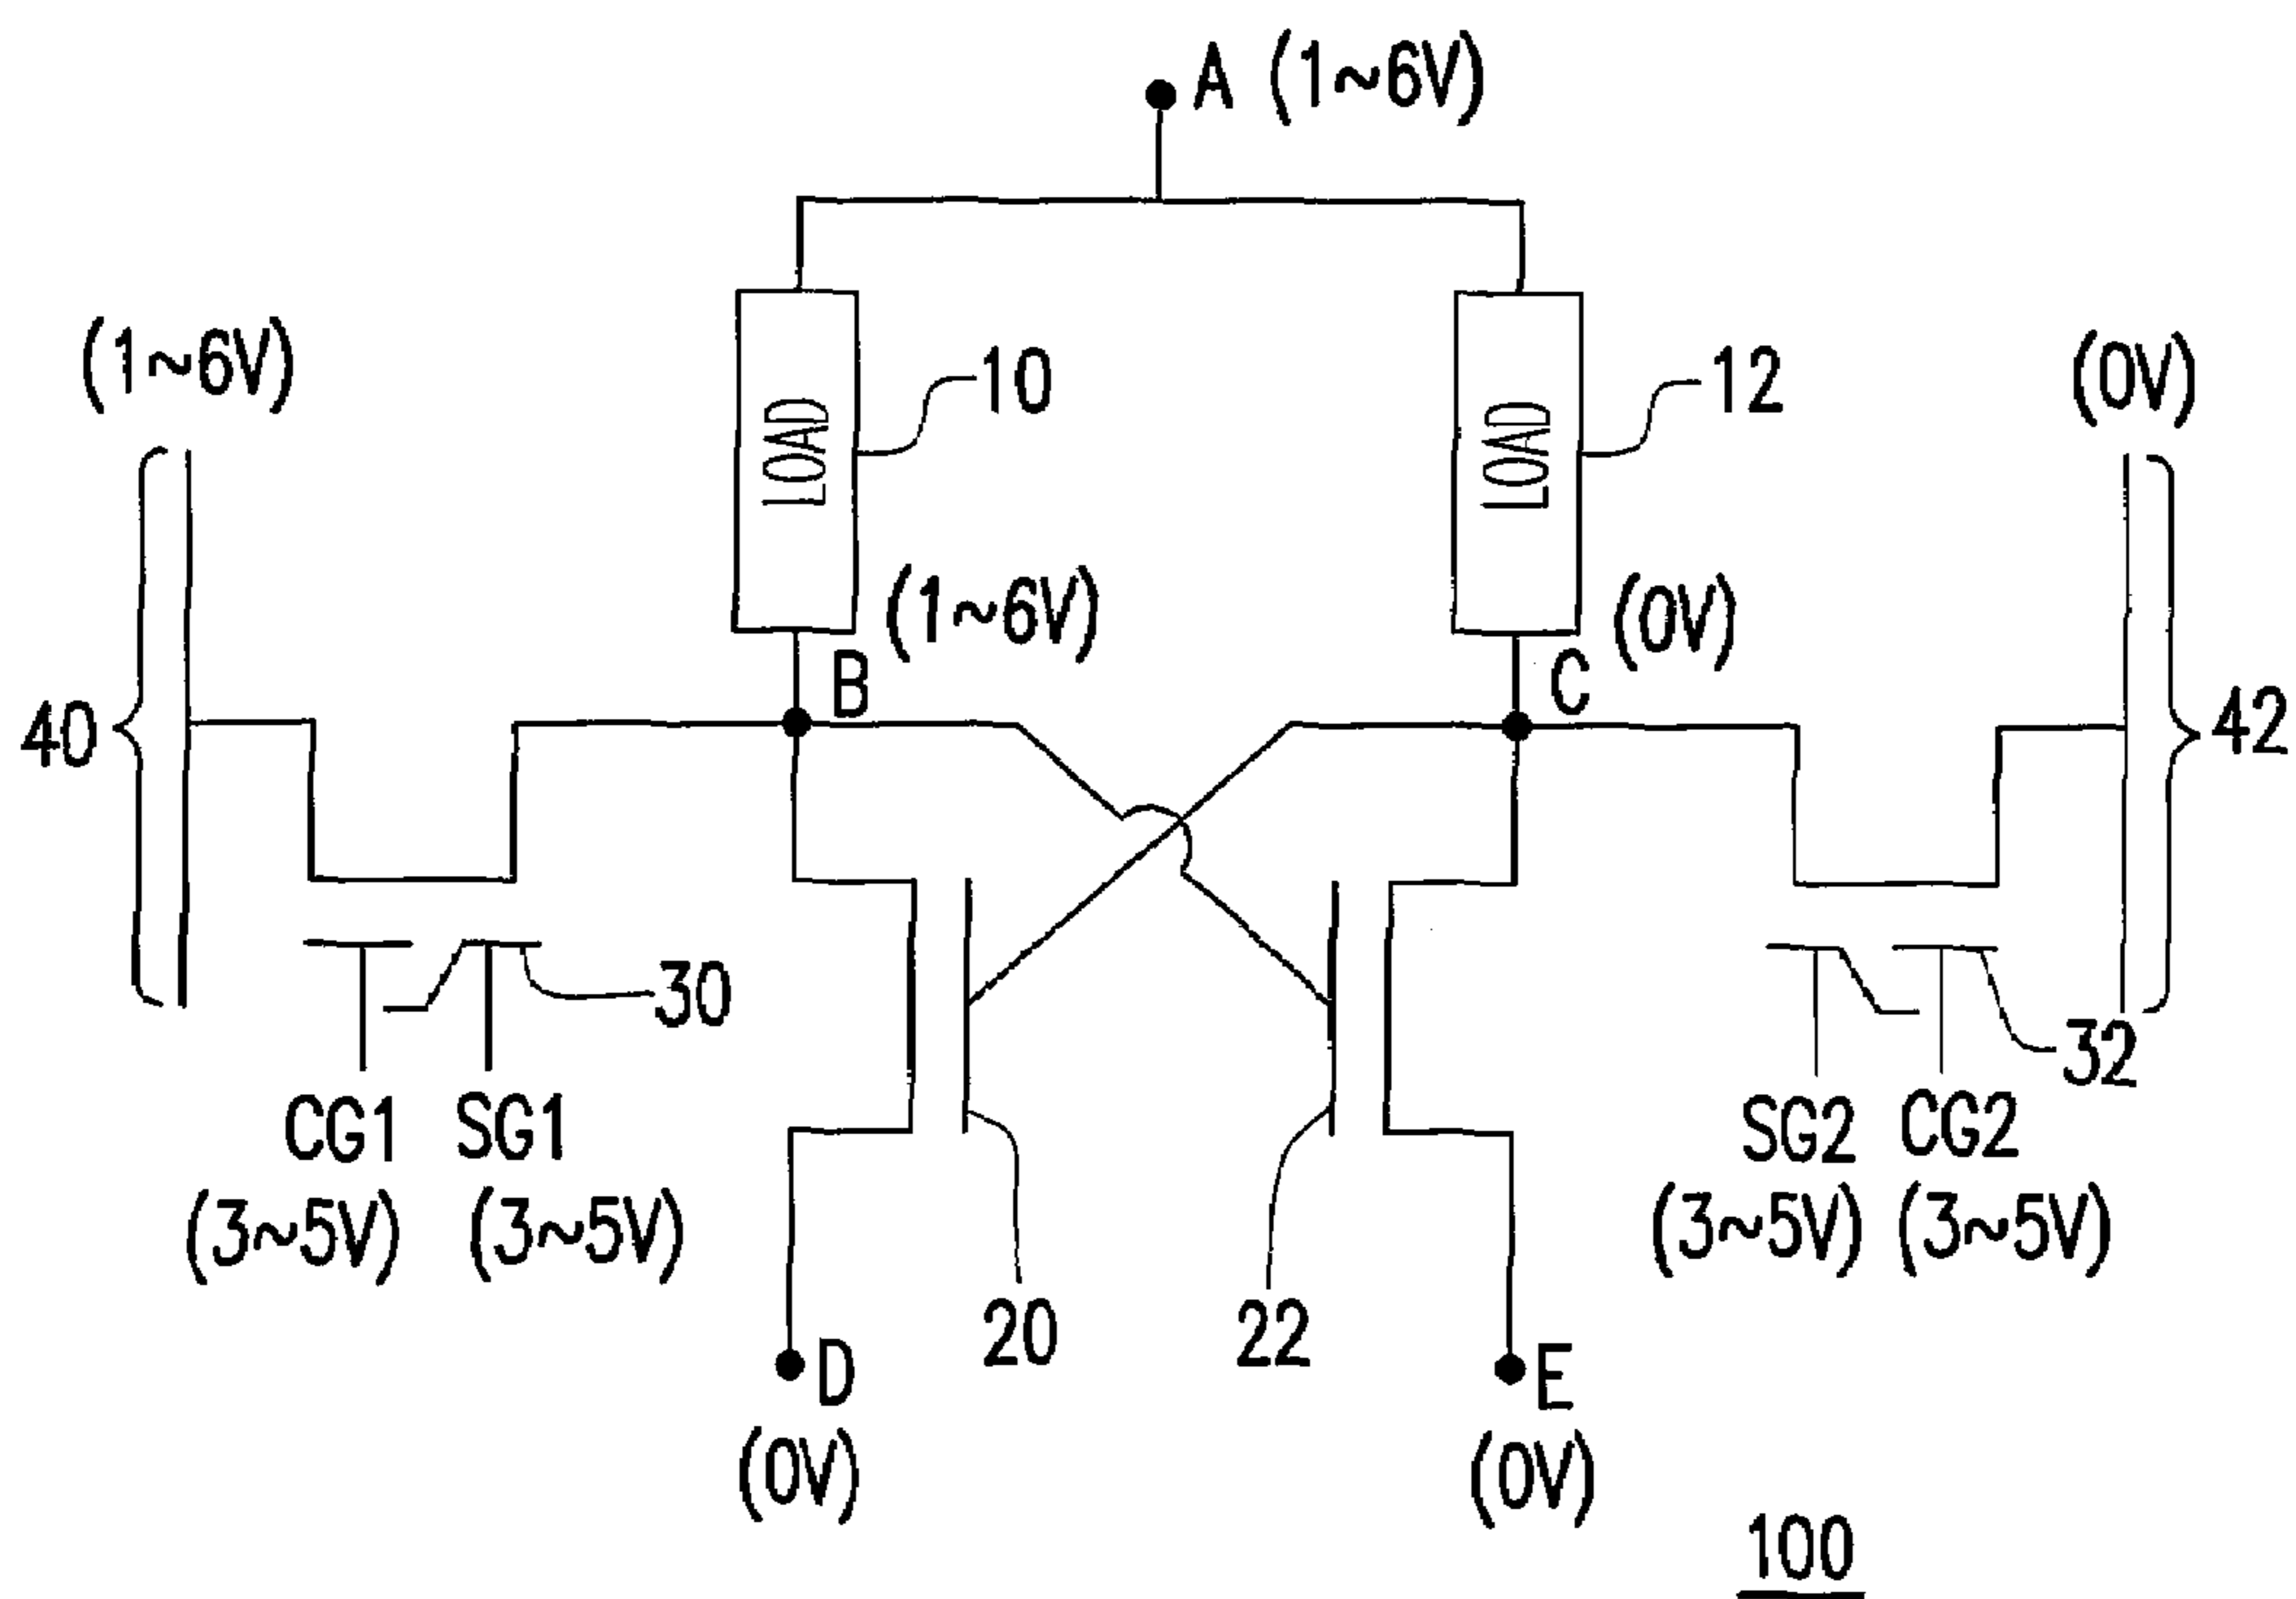 A (1~6V)
(1~6V)
10
12
(0V)
LOAD
LOAD
(1~6V)
(0V)
B
C
40
42
30
32
CG1
SG1
SG2
CG2
(3~5V)
(3~5V)
(3~5V)
(3~5V)
20
22
D
E
(0V)
(0V)
100